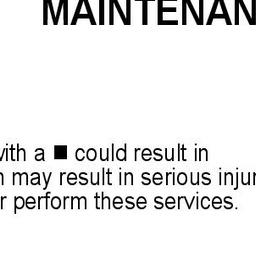 MAINTENAN
with a ■ could result in
may result in serious injur
r perform these services.